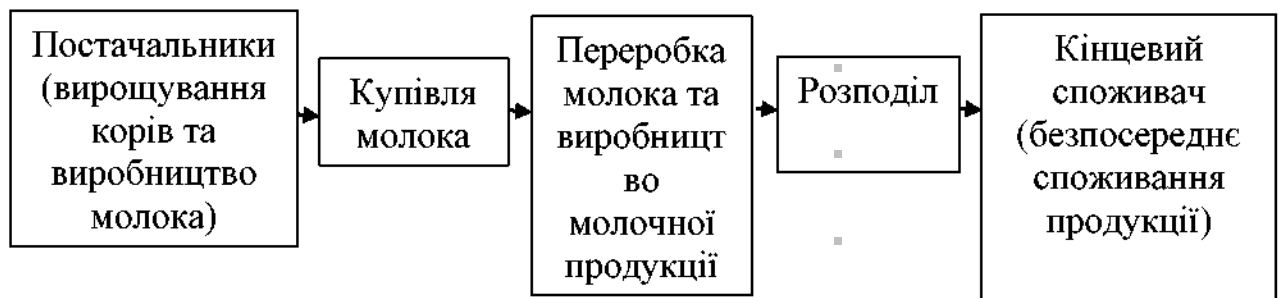 Постачальники
(вирощування
корів та
виробництво
молока)
Купівля
молока
Переробка
молока та
виробницт
во
молочної
продукції
Розподіл
Кінцевий
споживач
(безпосереднє
споживання
продукції)